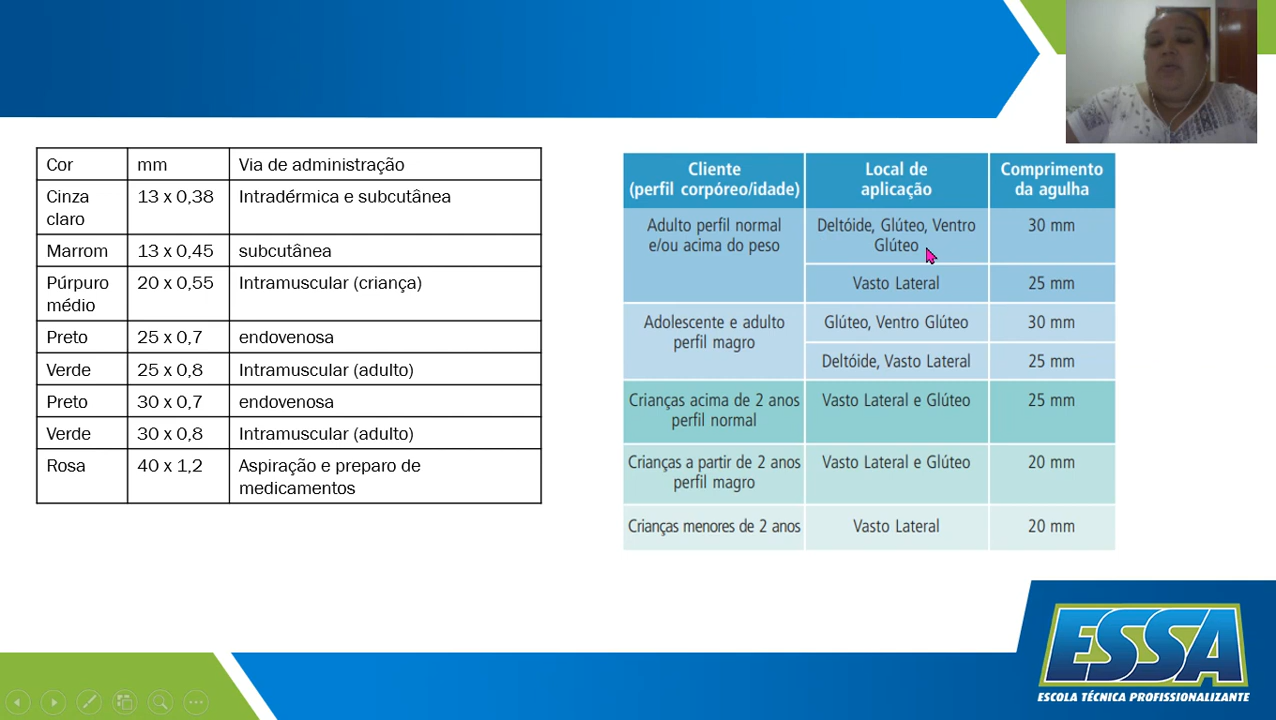 Cor mm Via de administração
Cinza claro 13 x 0,38 Intradérmica e subcutânea
Marrom 13 x 0,45 subcutânea
Púrpuro médio 20 x 0,55 Intramuscular (criança)
Preto 25 x 0,7 endovenosa
Verde 25 x 0,8 Intramuscular (adulto)
Preto 30 x 0,7 endovenosa
Verde 30 x 0,8 Intramuscular (adulto)
Rosa 40 x 1,2 Aspiração e preparo de medicamentos
Cliente (perfil corpóreo/idade) Local de aplicação Comprimento da agulha
Adulto perfil normal e/ou acima do peso Deltóide, Glúteo, Ventro Glúteo 30 mm
Vasto Lateral 25 mm
Adolescente e adulto perfil magro Glúteo, Ventro Glúteo 30 mm
Deltóide, Vasto Lateral 25 mm
Crianças acima de 2 anos perfil normal Vasto Lateral e Glúteo 25 mm
Crianças a partir de 2 anos perfil magro Vasto Lateral e Glúteo 20 mm
Crianças menores de 2 anos Vasto Lateral 20 mm
ESSA
ESCOLA TÉCNICA PROFISSIONALIZANTE